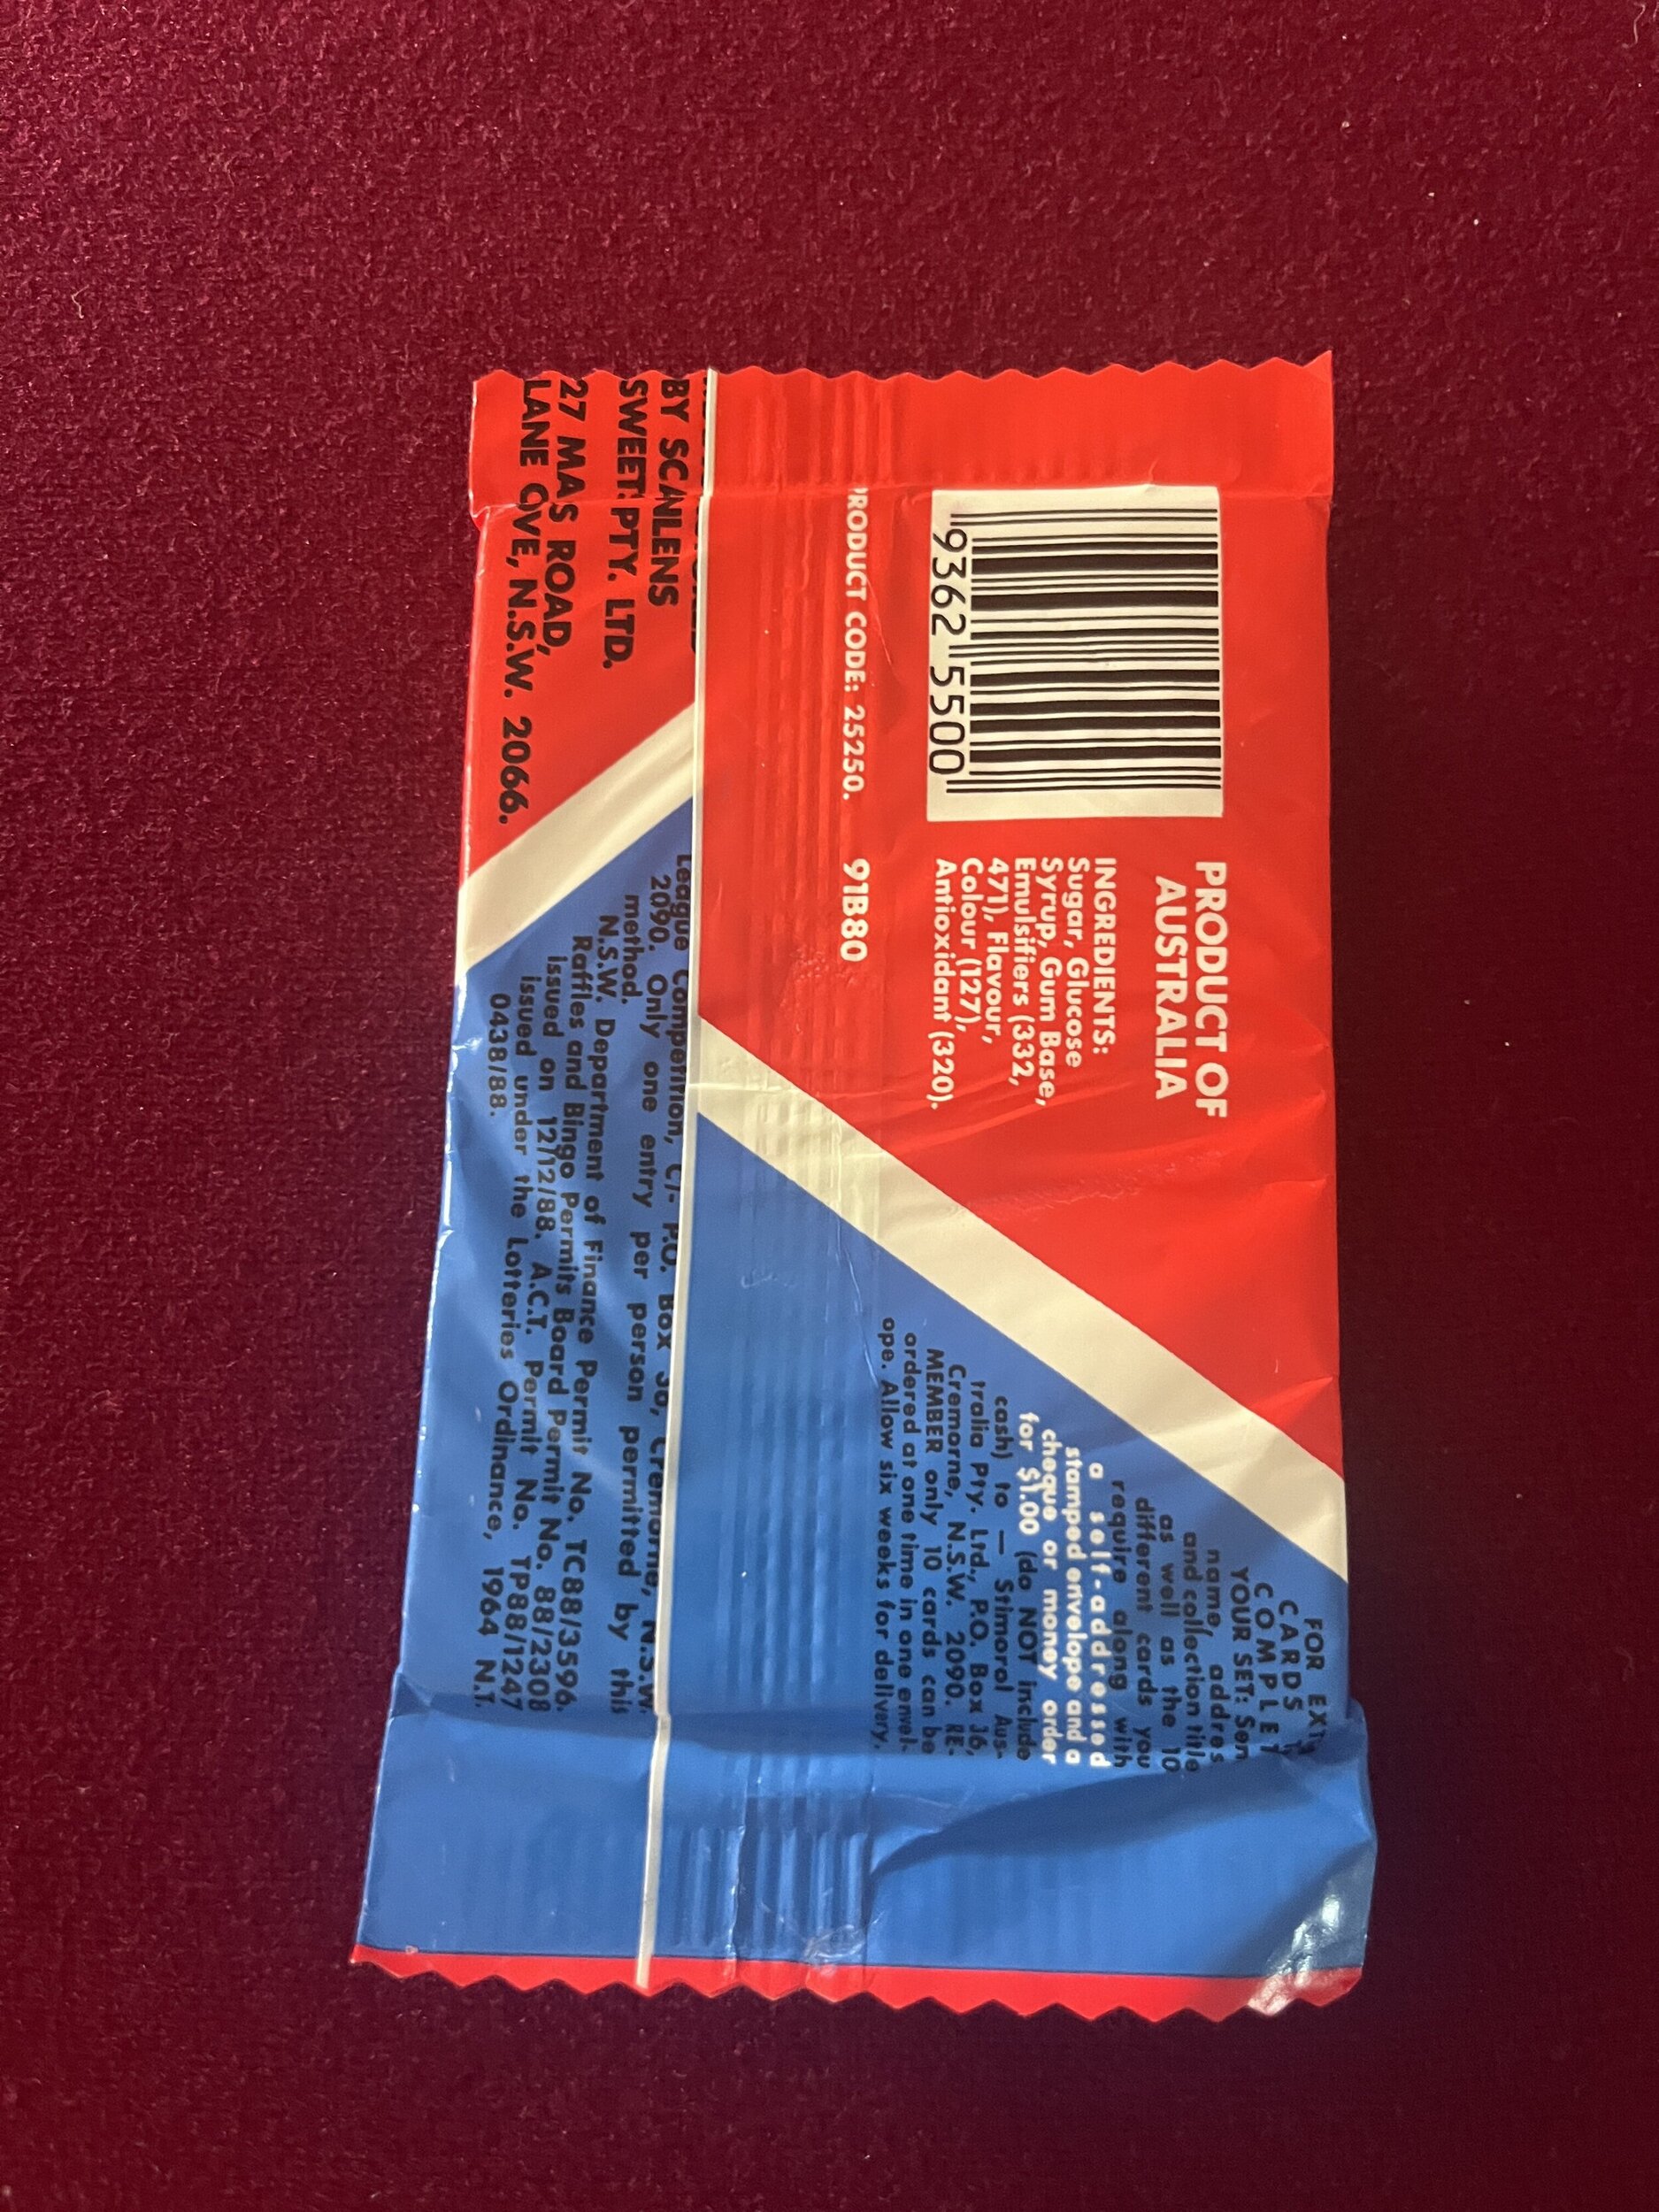 9362 5500
PRODUCT OF
AUSTRALIA
INGREDIENTS:
Sugar, Glucose
Syrup, Gum Base,
Emulsifiers (332,
471), Flavour,
Colour (127),
Antioxidant (320).
PRODUCT CODE: 25250. 91B80
FOR
CARDS
YOUR SET:
name,
and collection title
as well as the 10
different cards you
require along with
a self-addressed
stamped envelope and a
cheque or money order
for $1.00 (do NOT include
cash) to — Stimorol Aus-
tralia Pty. Ltd., P.O. Box 36,
Cremorne, N.S.W. 2090. RE-
MEMBER only 10 cards can be
ordered at one time in one envel-
ope. Allow six weeks for delivery.
BY SCANLENS
PTY. LTD.
ROAD,
LANE N.S.W. 2066.
League Competition, C/- P.O. Box 36, Cremorne, N.S.W.
2090. Only one entry per person permitted by this
method.
N.S.W. Department of Finance Permit No. TC88/3596.
Raffles and Bingo Permits Board Permit No. 88/2308
issued on 12/12/88. A.C.T. Permit No. TP88/1247
issued under the Lotteries Ordinance, 1964 N.T.
0438/88.